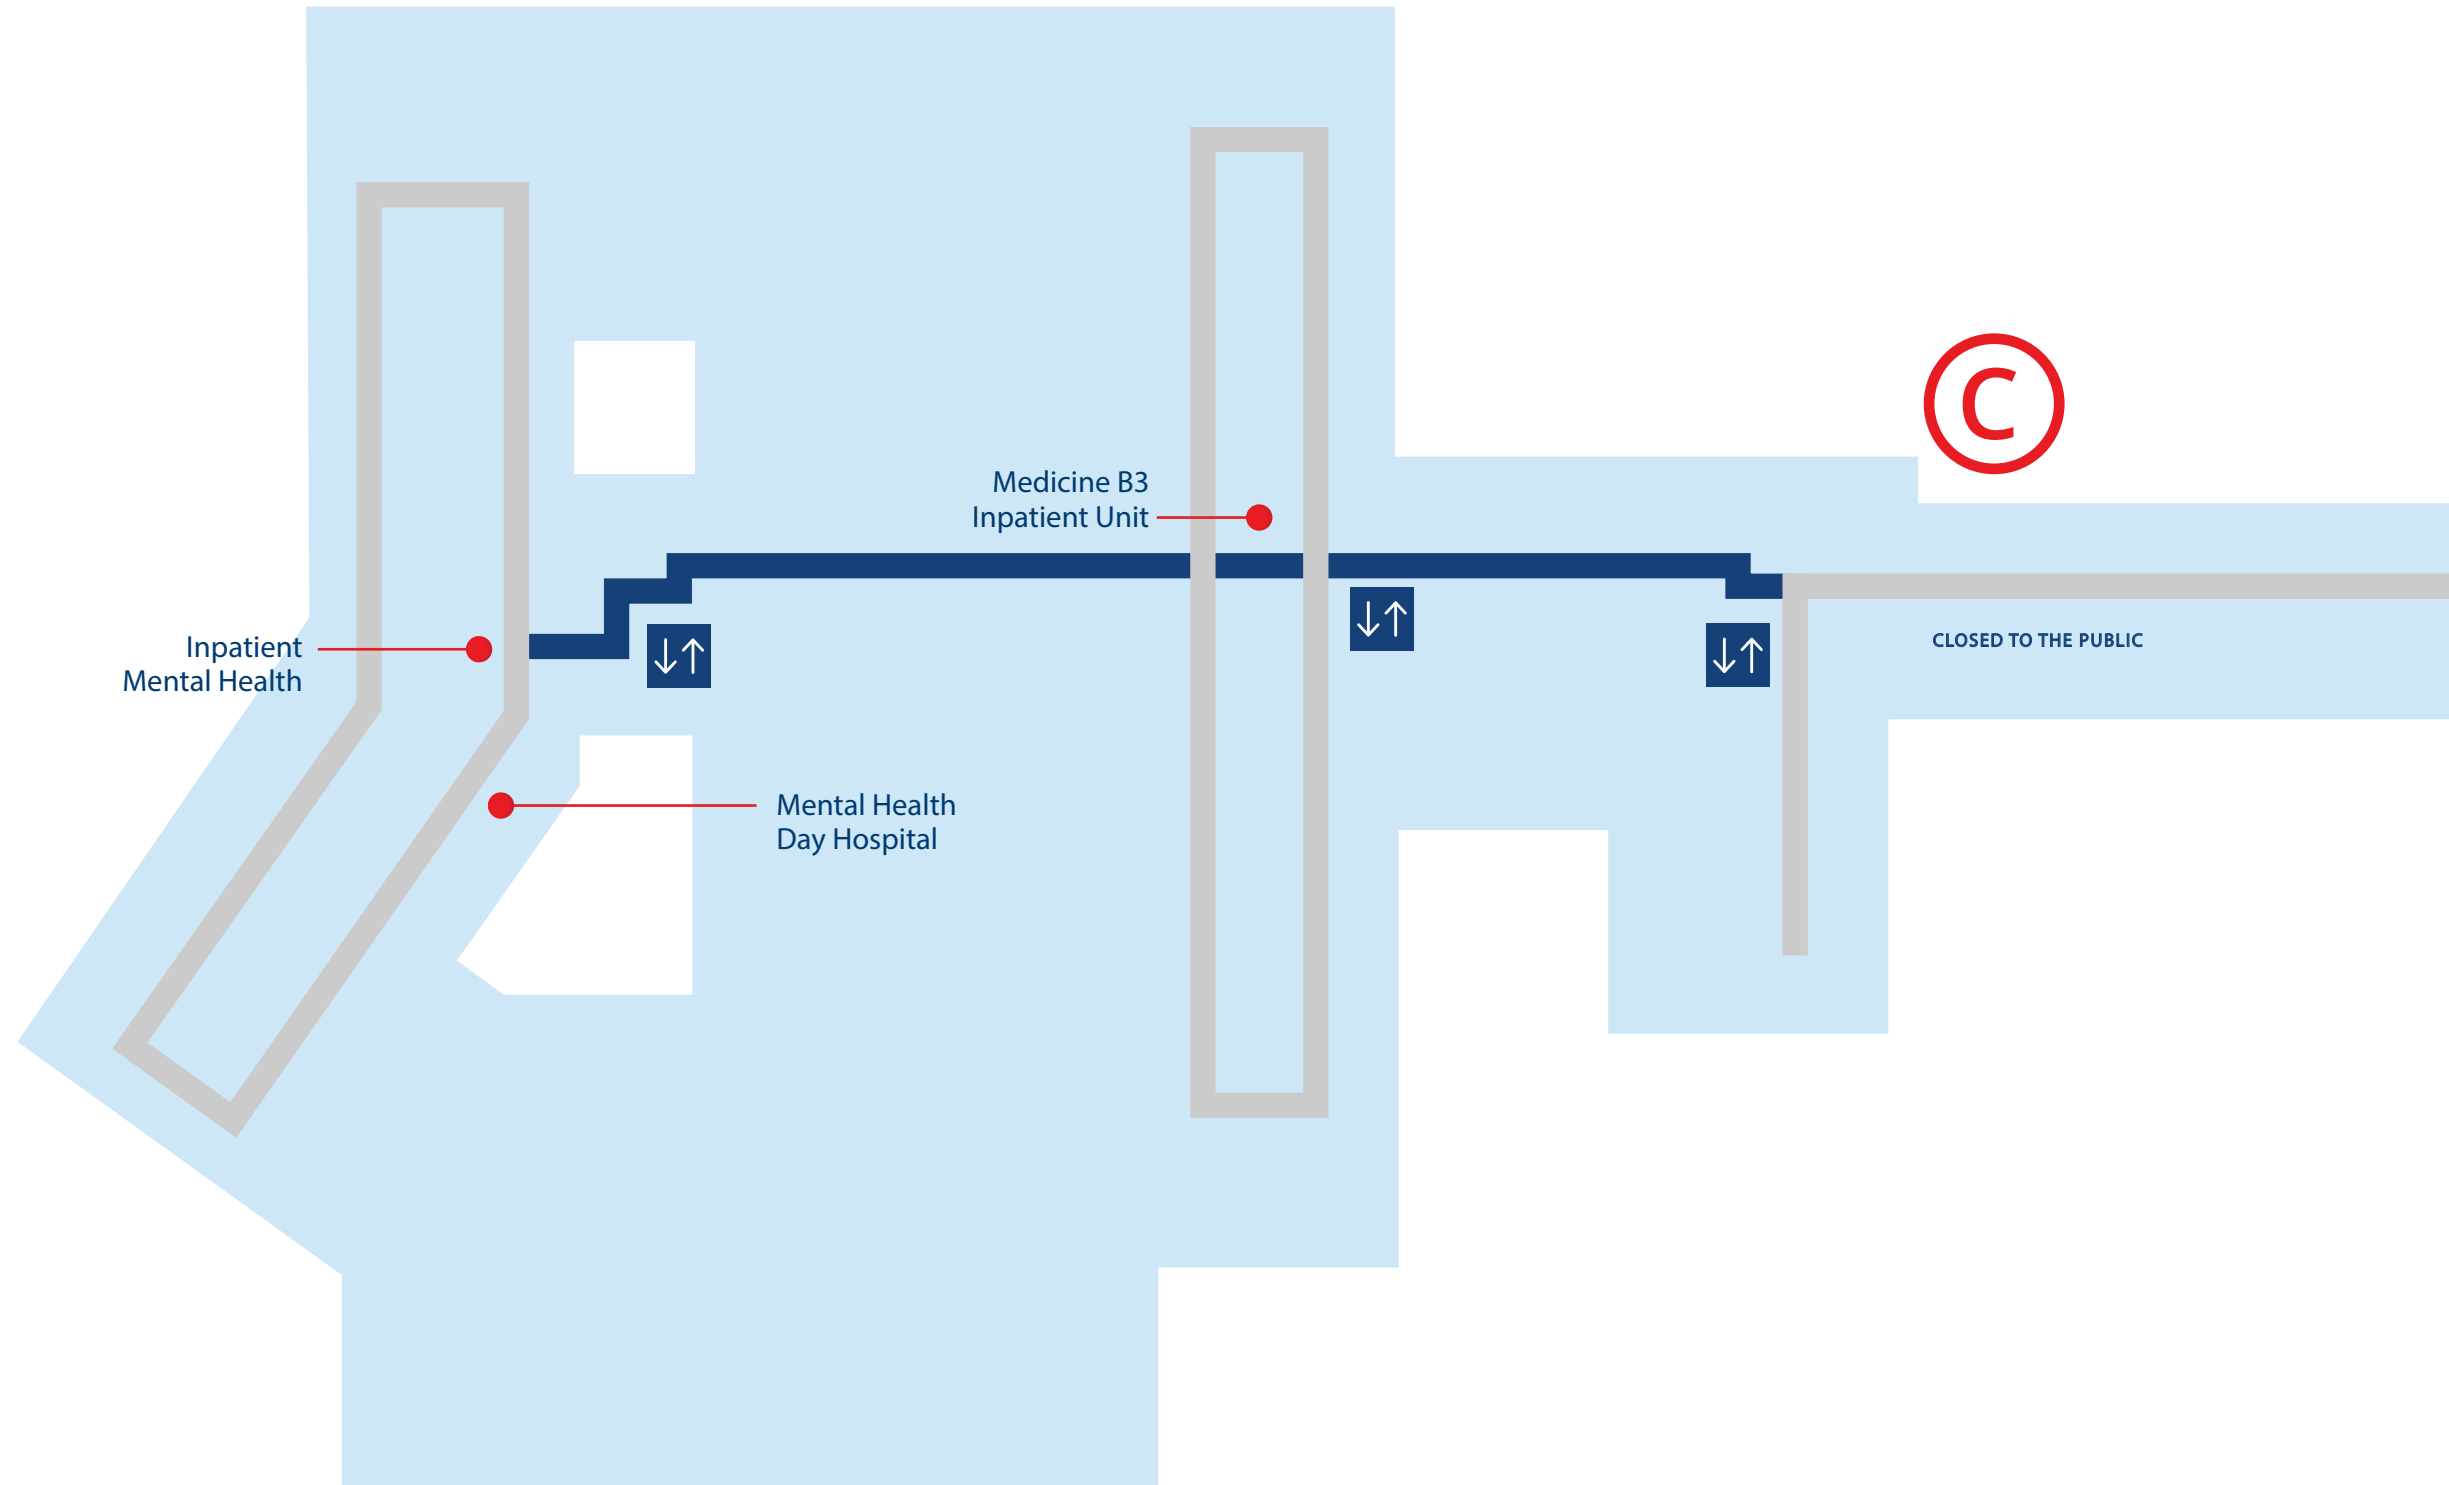 C
Medicine B3
Inpatient Unit
Inpatient
Mental Health
CLOSED TO THE PUBLIC
Mental Health
Day Hospital